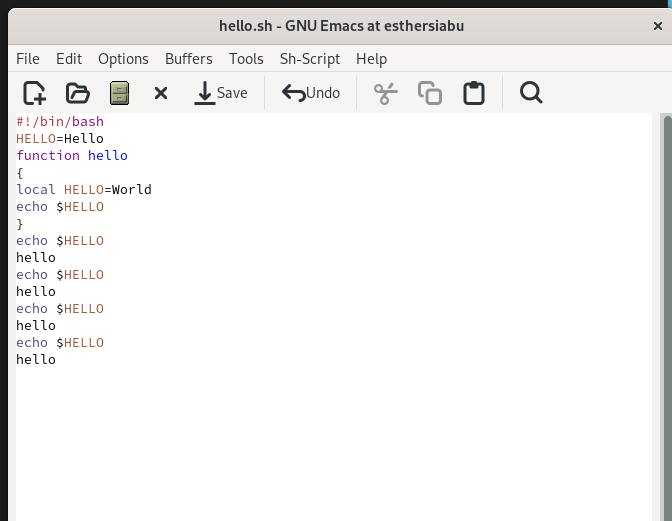 hello.sh - GNU Emacs at esthersiabu
File Edit Options Buffers Tools Sh-Script Help
Save Undo
#!/bin/bash
HELLO=Hello
function hello
{
local HELLO=World
echo $HELLO
}
echo $HELLO
hello
echo $HELLO
hello
echo $HELLO
hello
echo $HELLO
hello